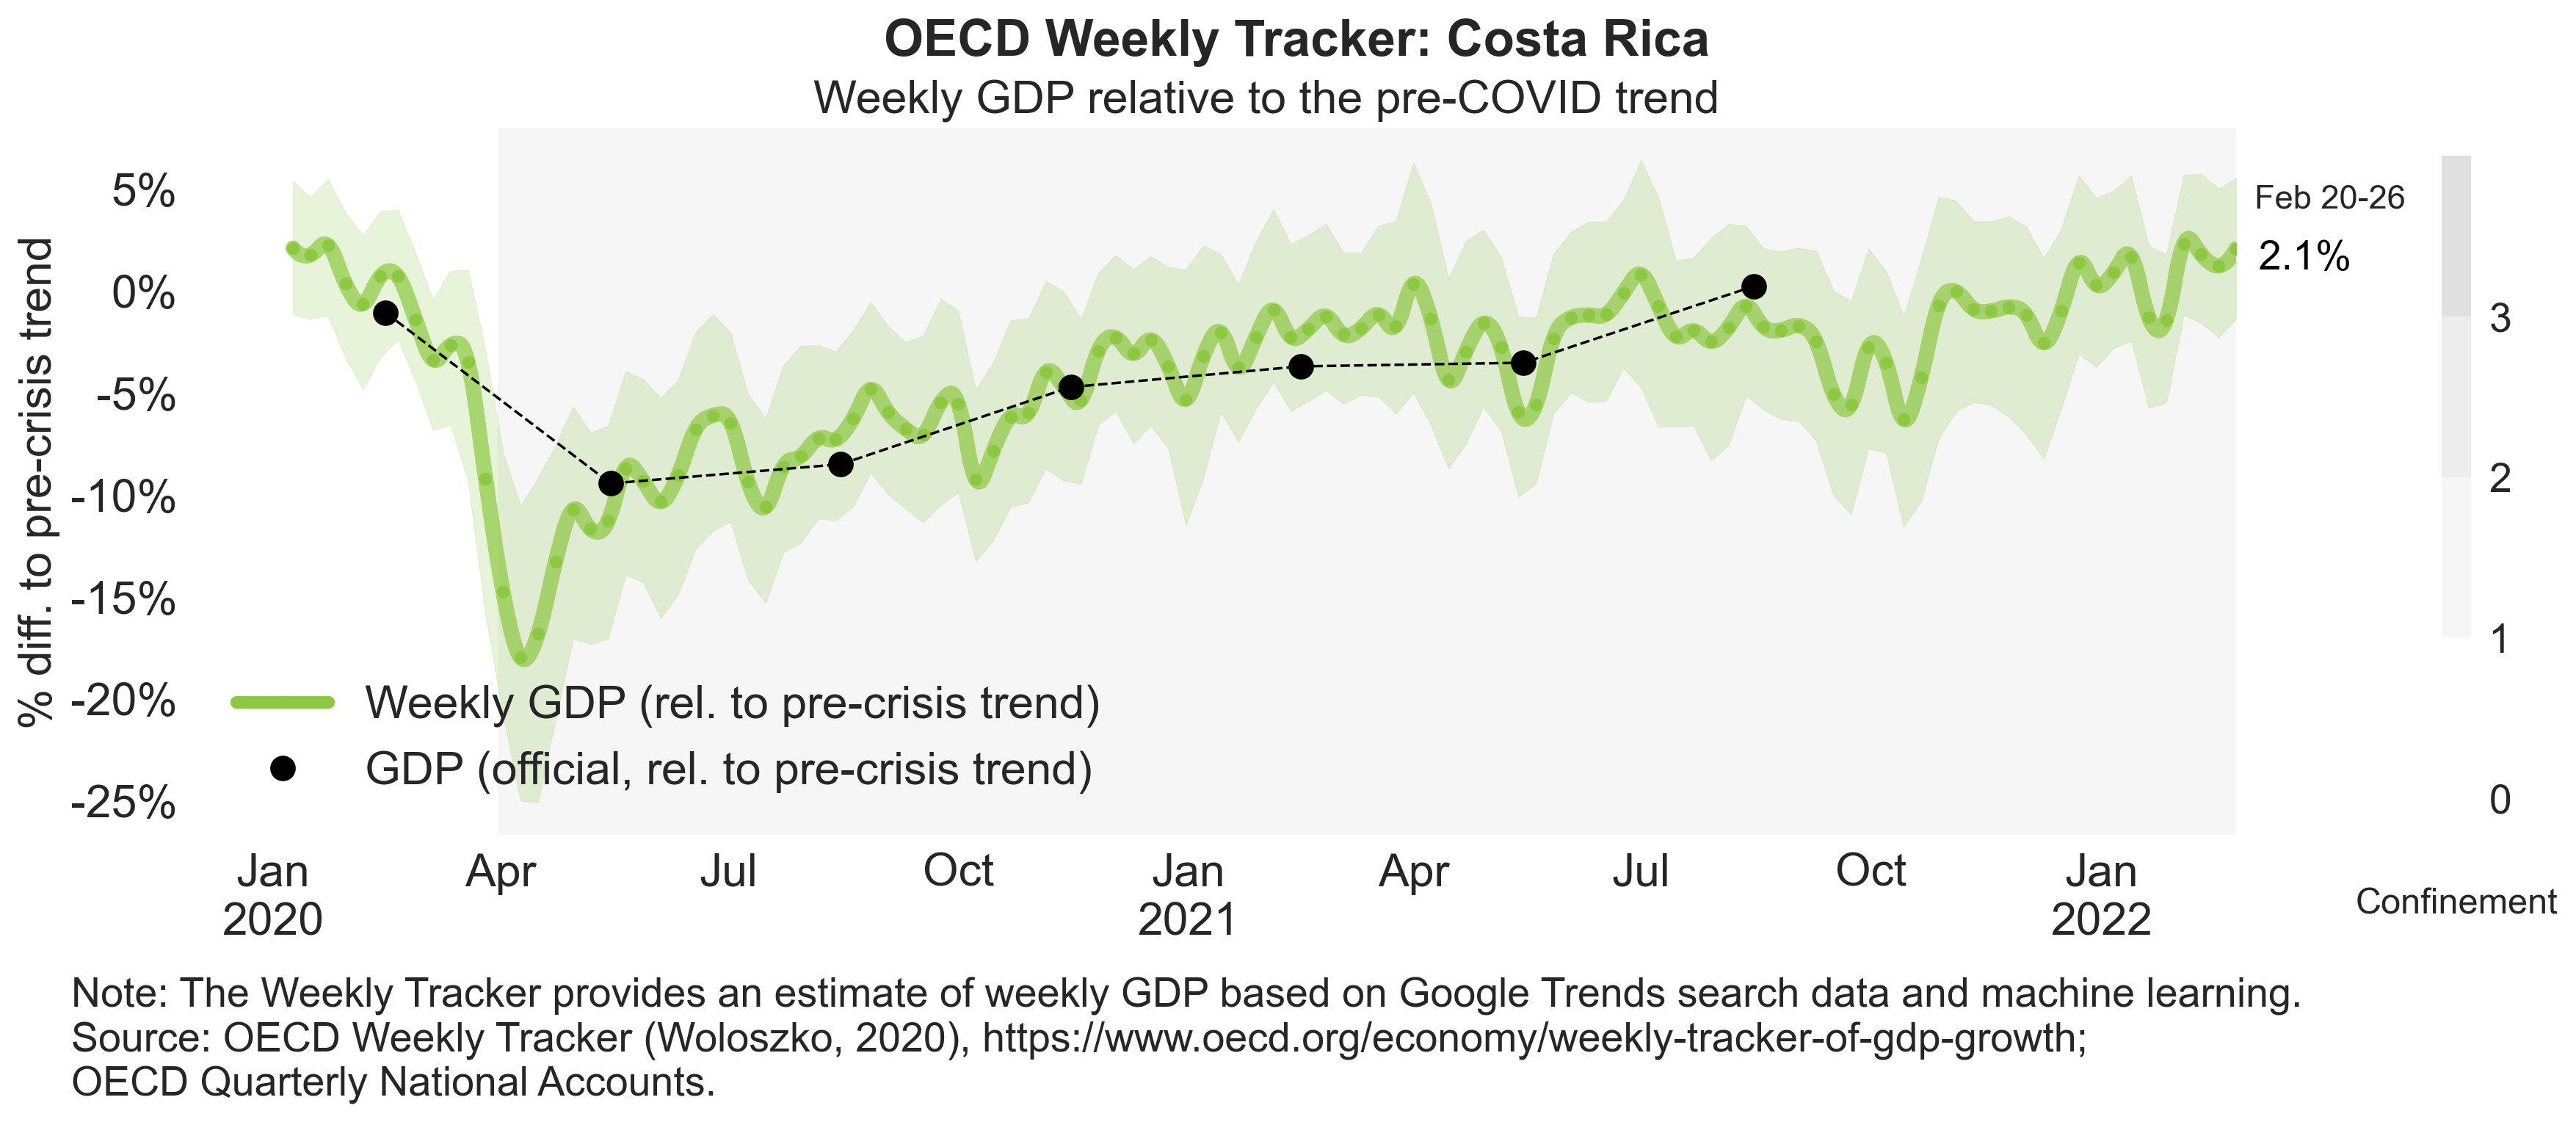 OECD Weekly Tracker: Costa Rica
Weekly GDP relative to the pre-COVID trend
% diff. to pre-crisis trend
5%
0%
-5%
-10%
-15%
-20%
-25%
Weekly GDP (rel. to pre-crisis trend)
GDP (official, rel. to pre-crisis trend)
Feb 20-26
2.1%
3
2
1
0
Confinement
Jan Apr Jul Oct Jan Apr Jul Oct Jan
2020 2021 2022
Note: The Weekly Tracker provides an estimate of weekly GDP based on Google Trends search data and machine learning.
Source: OECD Weekly Tracker (Woloszko, 2020), https://www.oecd.org/economy/weekly-tracker-of-gdp-growth;
OECD Quarterly National Accounts.